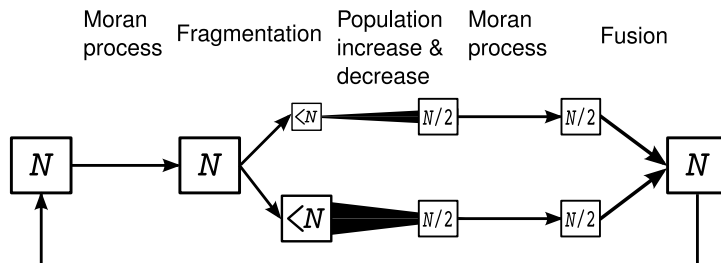 Moran
process
Fragmentation
Population
increase &
decrease
Moran
process
Fusion
N
N
<N
N/2
N/2
<N
N/2
N/2
N